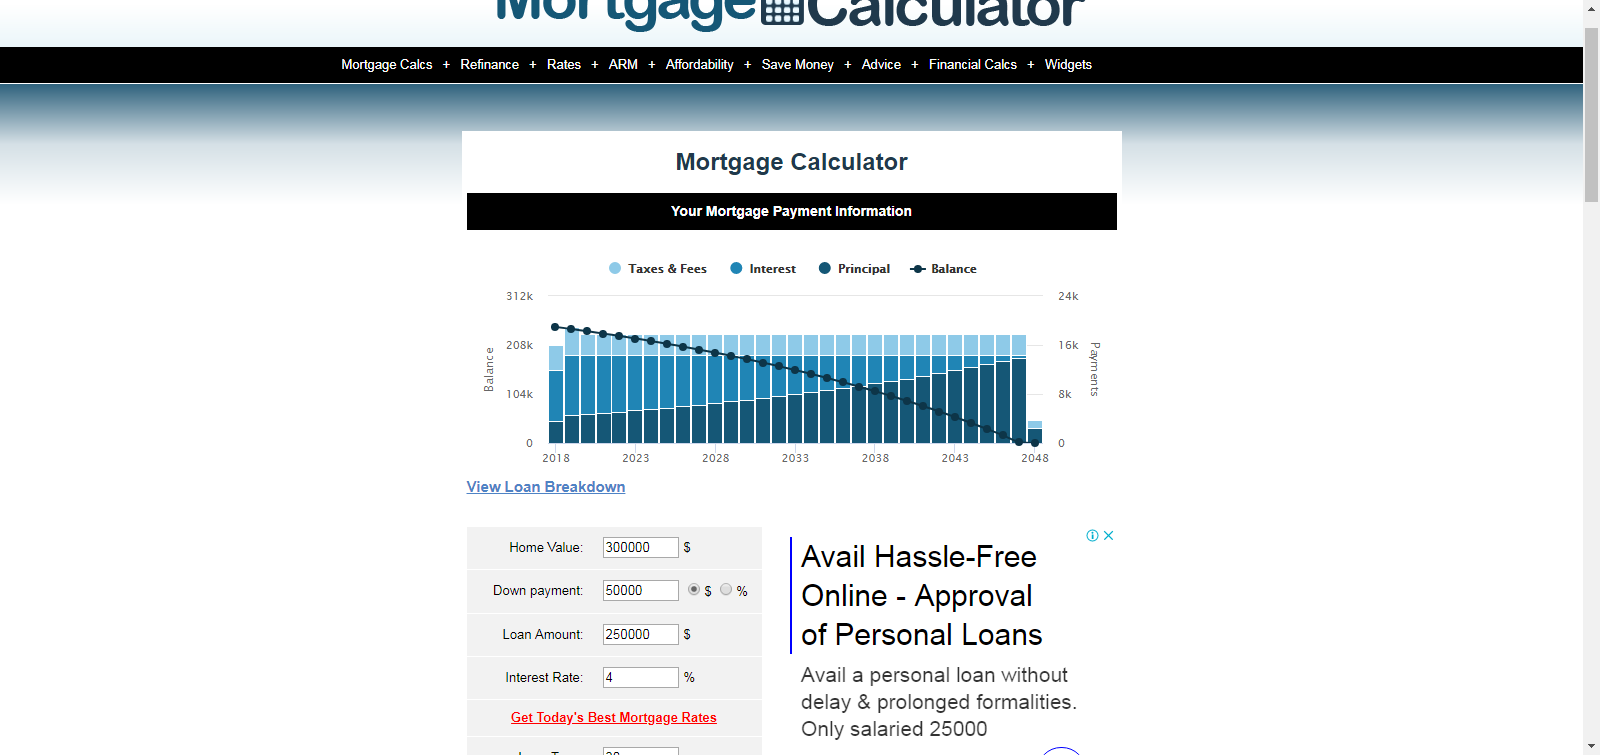 Mortgage Calculator
Mortgage Calcs + Refinance + Rates + ARM + Affordability + Save Money + Advice + Financial Calcs + Widgets
Mortgage Calculator
Your Mortgage Payment Information
Taxes & Fees Interest Principal Balance
312k 24k
208k 16k
104k 8k
0 0
Balance
Payments
2018 2023 2028 2033 2038 2043 2048
View Loan Breakdown
Home Value: 300000 $
Down payment: 50000 $ %
Loan Amount: 250000 $
Interest Rate: 4 %
Get Today's Best Mortgage Rates
Avail Hassle-Free
Online - Approval
of Personal Loans
Avail a personal loan without
delay & prolonged formalities.
Only salaried 25000